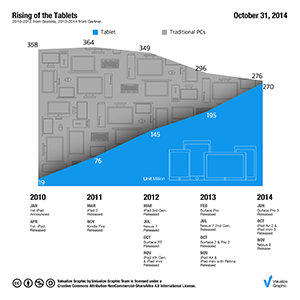 Rising of the Tablets
October 31, 2014
2010-2012 from Statista, 2013-2014 from Gartner.
Tablet
Traditional PCs
358
364
349
296
276
270
195
145
76
19
Unit Million
2010
2011
2012
2013
2014
JAN
1st iPad
Announced
APR
1st iPad
Released
MAR
iPad 2
Released
NOV
Kindle Fire
Released
MAR
iPad 3rd Gen
Released
JUL
Nexus 7
Released
OCT
Surface RT
Released
NOV
iPad 4th Gen &
iPad mini
Released
FEB
Surface Pro
Released
JUL
Nexus 7 2nd Gen
Released
OCT
Surface 2 & Pro 2
Released
NOV
iPad Air &
iPad mini with Retina
Released
JUN
Surface Pro 3
Released
OCT
iPad Air 2 &
iPad mini 3
Released
NOV
Nexus 9
Released
Valuation Graphic by Valuation Graphic Team is licensed under a
Creative Commons Attribution-NonCommercial-ShareAlike 4.0 International License.
Valuation
Graphic